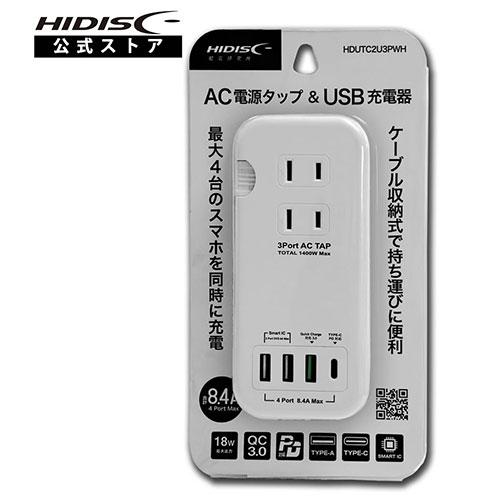 HIDISC
公式ストア
HIDISC
HDUTC2U3PWH
AC電源タップ & USB充電器
最大4台のスマホを同時に充電
ケーブル収納式で持ち運びに便利
3Port AC TAP
TOTAL 1400W Max
Smart IC
Quick Charge
3.0
TYPE-C
4 Port 8.4A Max
8.4A
4 Port Max
18W
QC
3.0
PD
TYPE-A
TYPE-C
SMART IC